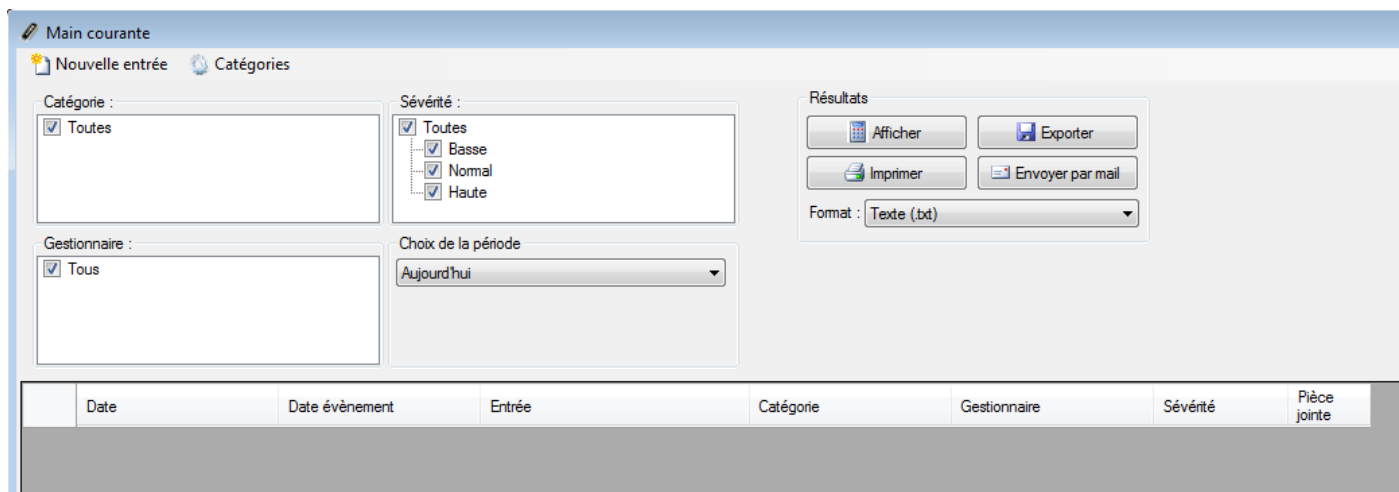 Main courante
Nouvelle entrée Catégories
Catégorie :
Toutes
Sévérité :
Toutes
Basse
Normal
Haute
Résultats
Afficher Exporter
Imprimer Envoyer par mail
Format : Texte (.txt)
Gestionnaire :
Tous
Choix de la période
Aujourd'hui
Date Date évènement Entrée Catégorie Gestionnaire Sévérité Pièce
jointe